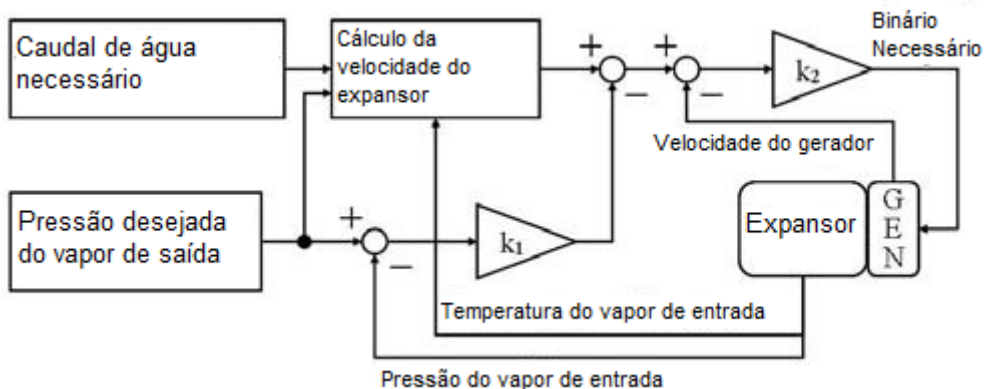 Caudal de água
necessário
Cálculo da
velocidade do
expansor
Binário
Necessário
+
−
+
−
k₂
Velocidade do gerador
Pressão desejada
do vapor de saída
+
−
k₁
Expansor
GEN
Temperatura do vapor de entrada
Pressão do vapor de entrada